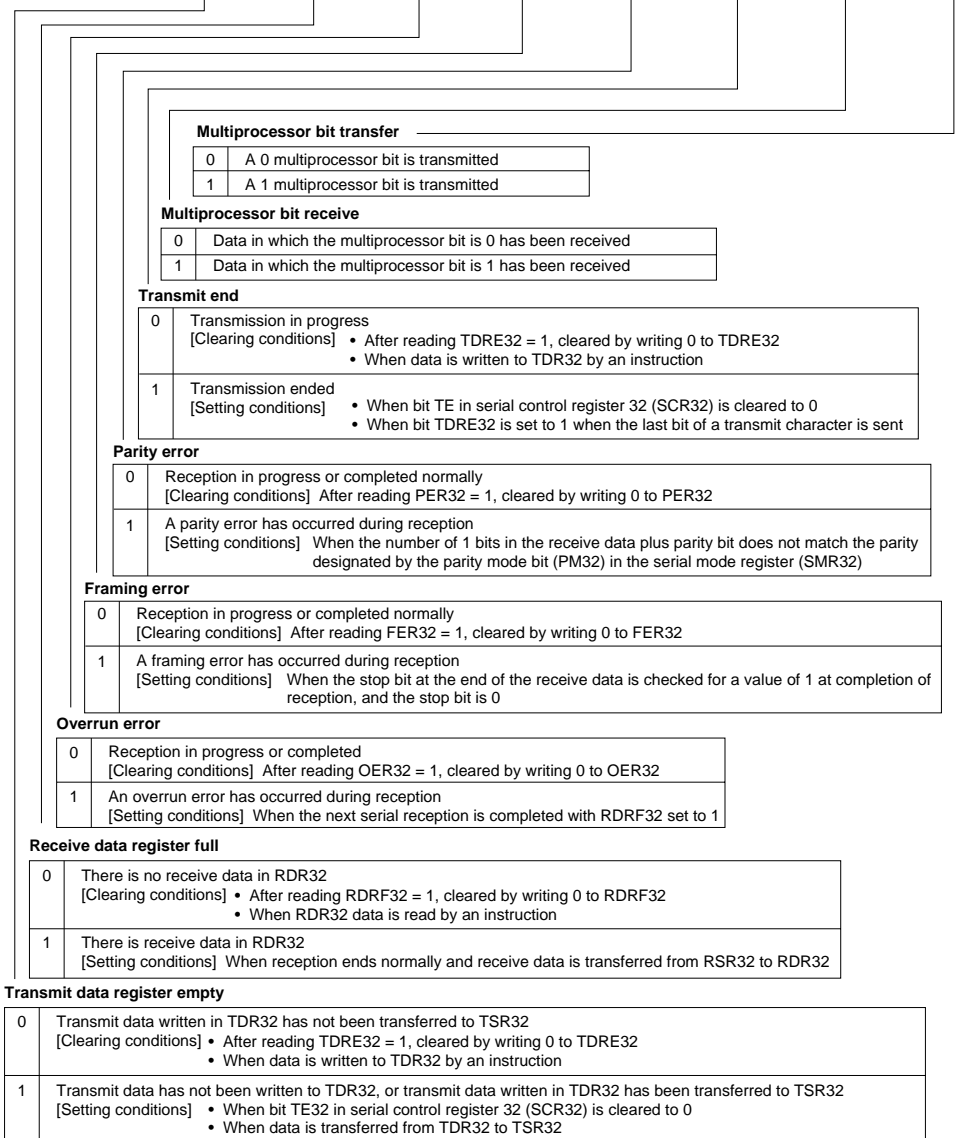 Multiprocessor bit transfer
0 A 0 multiprocessor bit is transmitted
1 A 1 multiprocessor bit is transmitted
Multiprocessor bit receive
0 Data in which the multiprocessor bit is 0 has been received
1 Data in which the multiprocessor bit is 1 has been received
Transmit end
0 Transmission in progress
[Clearing conditions] • After reading TDRE32 = 1, cleared by writing 0 to TDRE32
• When data is written to TDR32 by an instruction
1 Transmission ended
[Setting conditions] • When bit TE in serial control register 32 (SCR32) is cleared to 0
• When bit TDRE32 is set to 1 when the last bit of a transmit character is sent
Parity error
0 Reception in progress or completed normally
[Clearing conditions] After reading PER32 = 1, cleared by writing 0 to PER32
1 A parity error has occurred during reception
[Setting conditions] When the number of 1 bits in the receive data plus parity bit does not match the parity
designated by the parity mode bit (PM32) in the serial mode register (SMR32)
Framing error
0 Reception in progress or completed normally
[Clearing conditions] After reading FER32 = 1, cleared by writing 0 to FER32
1 A framing error has occurred during reception
[Setting conditions] When the stop bit at the end of the receive data is checked for a value of 1 at completion of
reception, and the stop bit is 0
Overrun error
0 Reception in progress or completed
[Clearing conditions] After reading OER32 = 1, cleared by writing 0 to OER32
1 An overrun error has occurred during reception
[Setting conditions] When the next serial reception is completed with RDRF32 set to 1
Receive data register full
0 There is no receive data in RDR32
[Clearing conditions] • After reading RDRF32 = 1, cleared by writing 0 to RDRF32
• When RDR32 data is read by an instruction
1 There is receive data in RDR32
[Setting conditions] When reception ends normally and receive data is transferred from RSR32 to RDR32
Transmit data register empty
0 Transmit data written in TDR32 has not been transferred to TSR32
[Clearing conditions] • After reading TDRE32 = 1, cleared by writing 0 to TDRE32
• When data is written to TDR32 by an instruction
1 Transmit data has not been written to TDR32, or transmit data written in TDR32 has been transferred to TSR32
[Setting conditions] • When bit TE32 in serial control register 32 (SCR32) is cleared to 0
• When data is transferred from TDR32 to TSR32